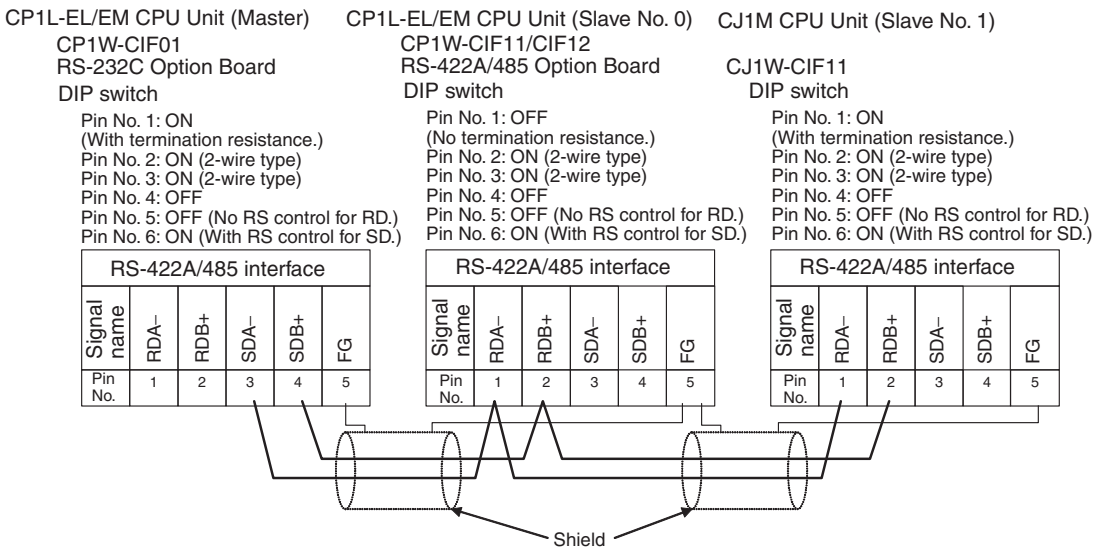 CP1L-EL/EM CPU Unit (Master)
CP1W-CIF01
RS-232C Option Board
DIP switch
Pin No. 1: ON
(With termination resistance.)
Pin No. 2: ON (2-wire type)
Pin No. 3: ON (2-wire type)
Pin No. 4: OFF
Pin No. 5: OFF (No RS control for RD.)
Pin No. 6: ON (With RS control for SD.)
RS-422A/485 interface
Signal name RDA− RDB+ SDA− SDB+ FG
Pin No. 1 2 3 4 5
CP1L-EL/EM CPU Unit (Slave No. 0)
CP1W-CIF11/CIF12
RS-422A/485 Option Board
DIP switch
Pin No. 1: OFF
(No termination resistance.)
Pin No. 2: ON (2-wire type)
Pin No. 3: ON (2-wire type)
Pin No. 4: OFF
Pin No. 5: OFF (No RS control for RD.)
Pin No. 6: ON (With RS control for SD.)
RS-422A/485 interface
Signal name RDA− RDB+ SDA− SDB+ FG
Pin No. 1 2 3 4 5
CJ1M CPU Unit (Slave No. 1)
CJ1W-CIF11
DIP switch
Pin No. 1: ON
(With termination resistance.)
Pin No. 2: ON (2-wire type)
Pin No. 3: ON (2-wire type)
Pin No. 4: OFF
Pin No. 5: OFF (No RS control for RD.)
Pin No. 6: ON (With RS control for SD.)
RS-422A/485 interface
Signal name RDA− RDB+ SDA− SDB+ FG
Pin No. 1 2 3 4 5
Shield